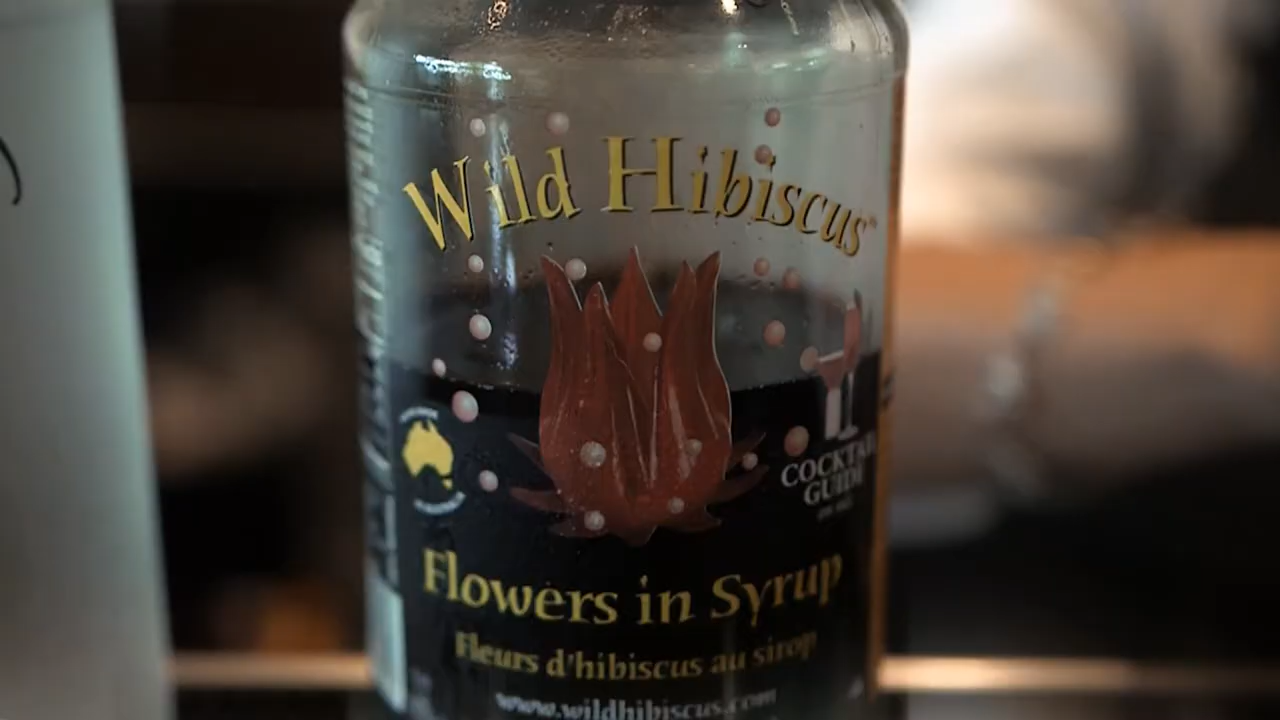 Wild Hibiscus™
COCKTAIL
GUIDE
Flowers in Syrup
Fleurs d'hibiscus au sirop
www.wildhibiscus.com